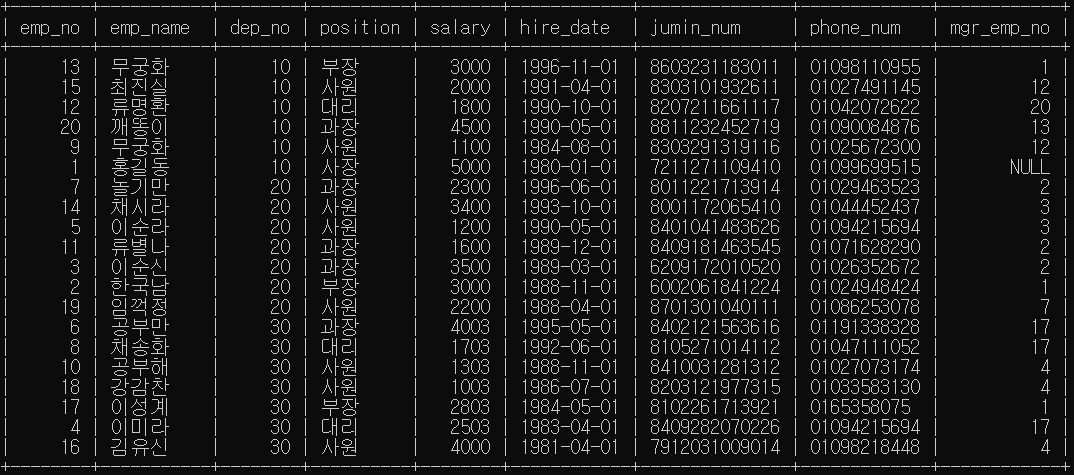 emp_no | emp_name | dep_no | position | salary | hire_date | jumin_num | phone_num | mgr_emp_no
13 | 무궁화 | 10 | 부장 | 3000 | 1996-11-01 | 8603231183011 | 01098110955 | 1
15 | 최진실 | 10 | 사원 | 2000 | 1991-04-01 | 8303101932611 | 01027491145 | 12
12 | 류명환 | 10 | 대리 | 1800 | 1990-10-01 | 8207211661117 | 01042072622 | 20
20 | 깨똥이 | 10 | 과장 | 4500 | 1990-05-01 | 8811232452719 | 01090084876 | 13
9 | 무궁화 | 10 | 사원 | 1100 | 1984-08-01 | 8303291319116 | 01025672300 | 12
1 | 홍길동 | 10 | 사장 | 5000 | 1980-01-01 | 7211271109410 | 01099699515 | NULL
7 | 놀기만 | 20 | 과장 | 2300 | 1996-06-01 | 8011221713914 | 01029463523 | 2
14 | 채시라 | 20 | 사원 | 3400 | 1993-10-01 | 8001172065410 | 01044452437 | 3
5 | 이순라 | 20 | 사원 | 1200 | 1990-05-01 | 8401041483626 | 01094215694 | 3
11 | 류별나 | 20 | 과장 | 1600 | 1989-12-01 | 8409181463545 | 01071628290 | 2
3 | 이순신 | 20 | 과장 | 3500 | 1989-03-01 | 6209172010520 | 01026352672 | 2
2 | 한국남 | 20 | 부장 | 3000 | 1988-11-01 | 6002061841224 | 01024948424 | 1
19 | 임꺽정 | 20 | 사원 | 2200 | 1988-04-01 | 8701301040111 | 01086253078 | 7
6 | 공부만 | 30 | 과장 | 4003 | 1995-05-01 | 8402121563616 | 01191338328 | 17
8 | 채송화 | 30 | 대리 | 1703 | 1992-06-01 | 8105271014112 | 01047111052 | 17
10 | 공부해 | 30 | 사원 | 1303 | 1988-11-01 | 8410031281312 | 01027073174 | 4
18 | 강감찬 | 30 | 사원 | 1003 | 1986-07-01 | 8203121977315 | 01033583130 | 4
17 | 이성계 | 30 | 부장 | 2803 | 1984-05-01 | 8102261713921 | 0165358075 | 1
4 | 이미라 | 30 | 대리 | 2503 | 1983-04-01 | 8409282070226 | 01094215694 | 17
16 | 김유신 | 30 | 사원 | 4000 | 1981-04-01 | 7912031009014 | 01098218448 | 4